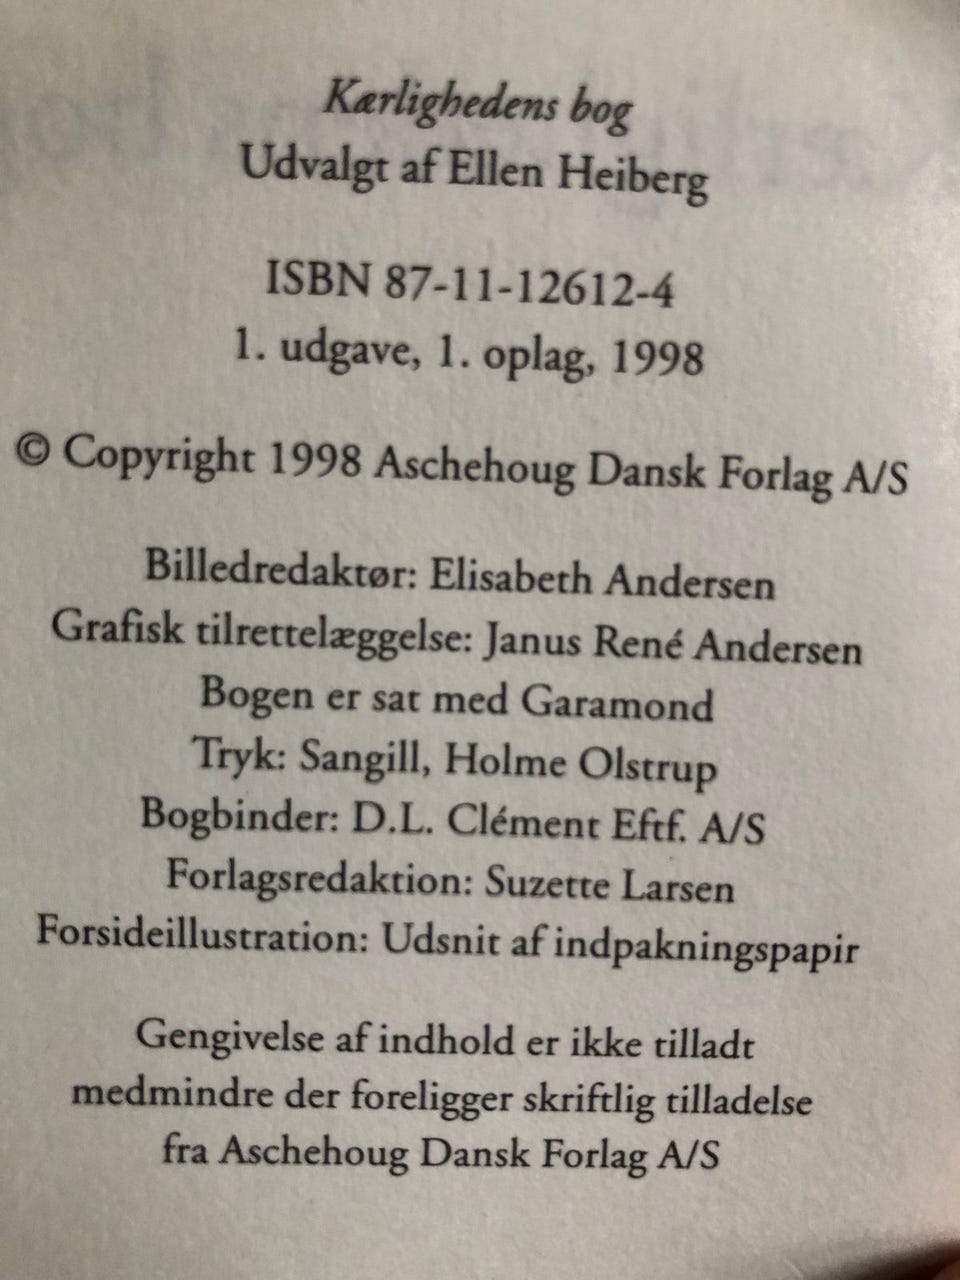 Kærlighedens bog
Udvalgt af Ellen Heiberg
ISBN 87-11-12612-4
1. udgave, 1. oplag, 1998
© Copyright 1998 Aschehoug Dansk Forlag A/S
Billedredaktør: Elisabeth Andersen
Grafisk tilrettelæggelse: Janus René Andersen
Bogen er sat med Garamond
Tryk: Sangill, Holme Olstrup
Bogbinder: D.L. Clément Eftf. A/S
Forlagsredaktion: Suzette Larsen
Forsideillustration: Udsnit af indpakningspapir
Gengivelse af indhold er ikke tilladt
medmindre der foreligger skriftlig tilladelse
fra Aschehoug Dansk Forlag A/S